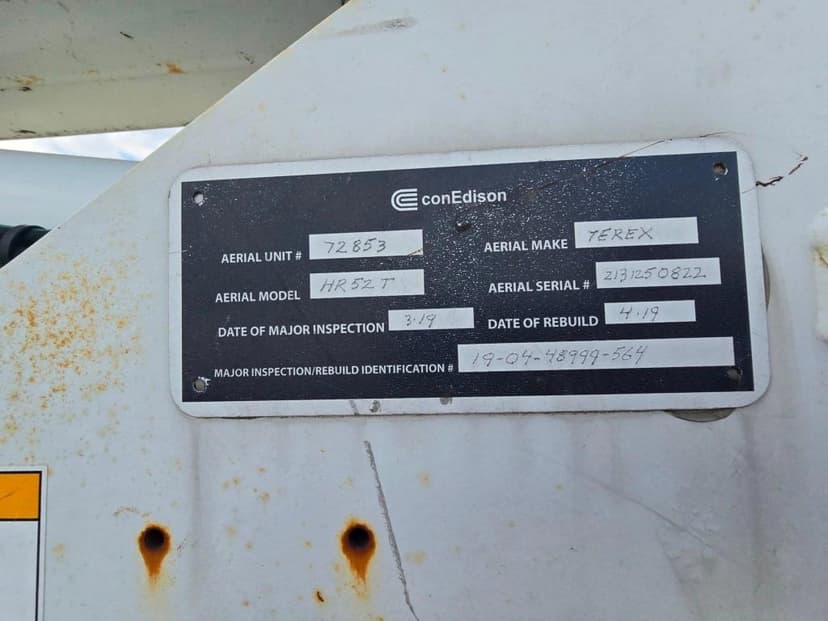 conEdison
AERIAL UNIT # 72853 AERIAL MAKE TEREX
AERIAL MODEL HR52T AERIAL SERIAL # 2131250822
DATE OF MAJOR INSPECTION 3-19 DATE OF REBUILD 4-19
MAJOR INSPECTION/REBUILD IDENTIFICATION # 19-04-48999-564